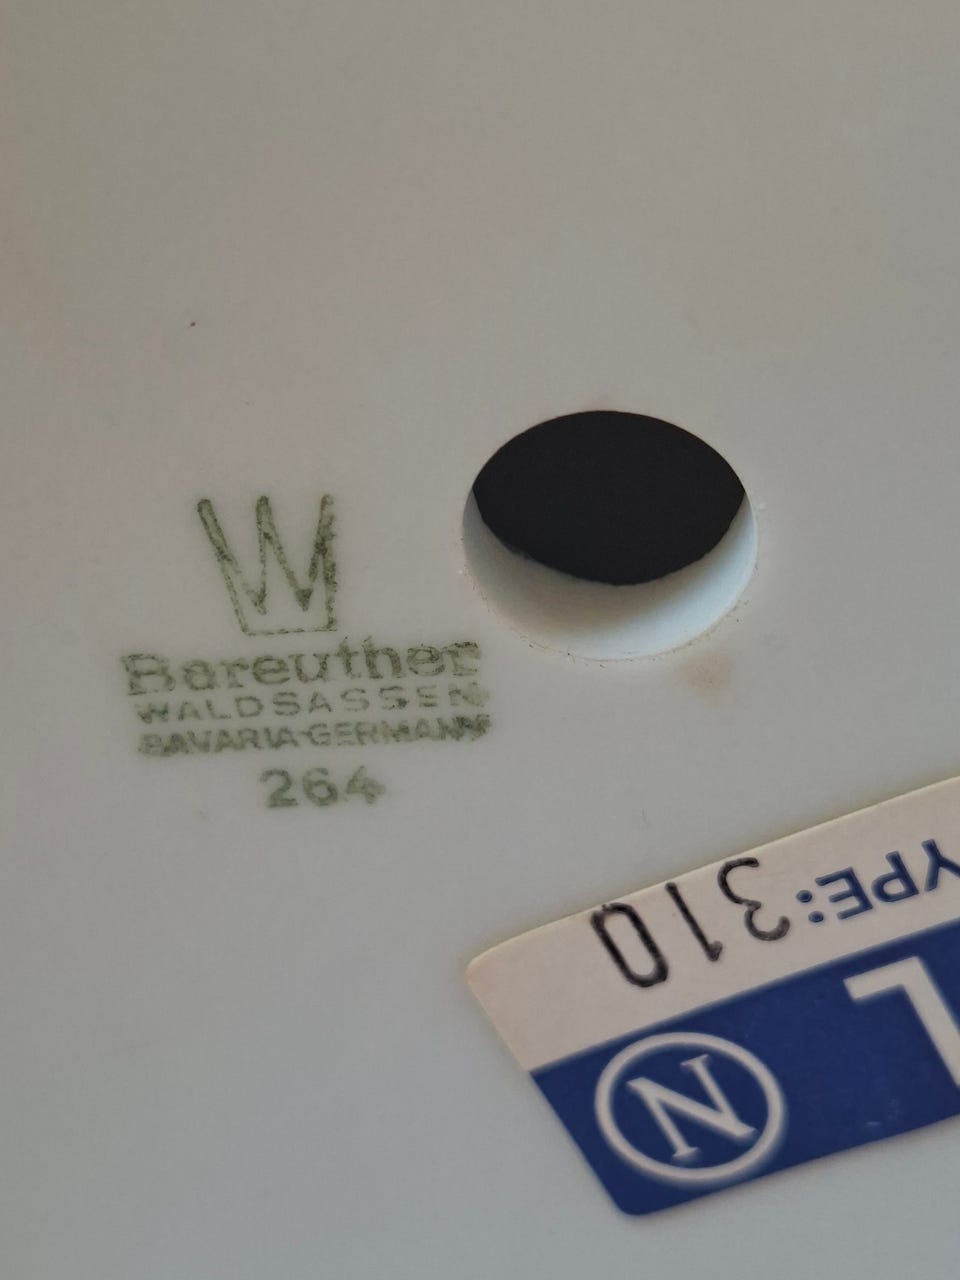 W
Bareuther
WALDSASSEN
BAVARIA-GERMANY
264
YPE: 310
N